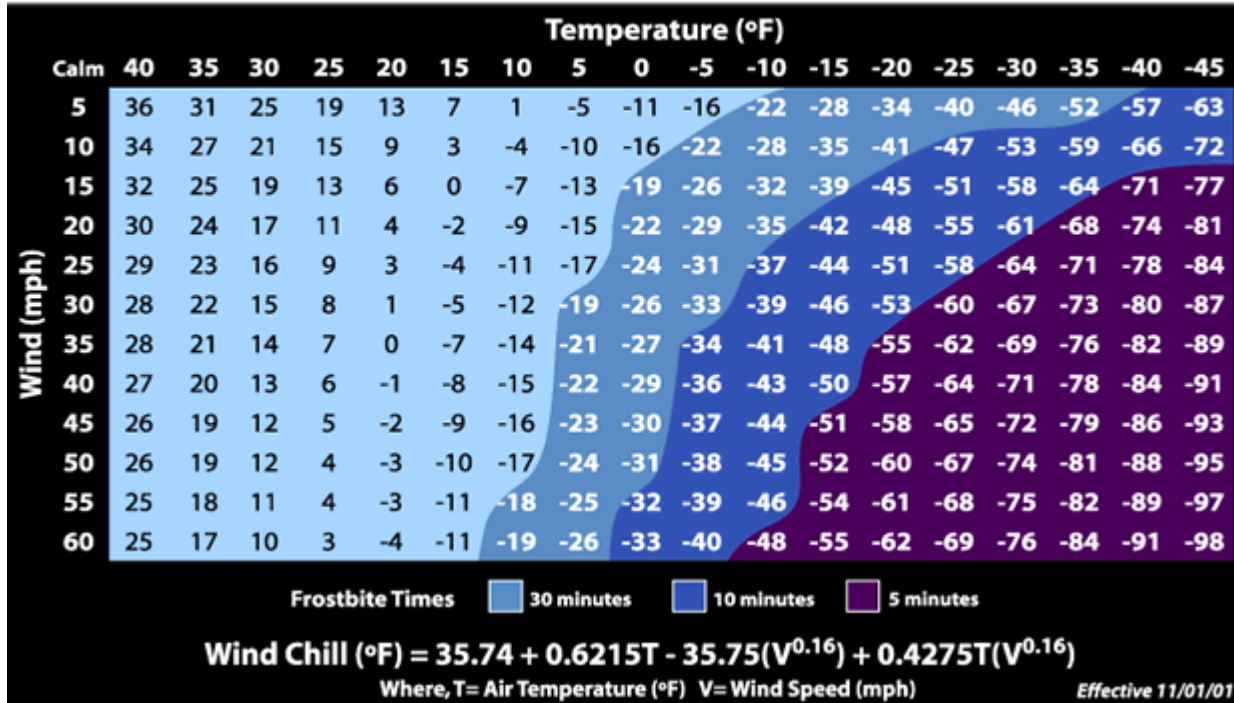 Temperature (ºF)
Calm 40 35 30 25 20 15 10 5 0 -5 -10 -15 -20 -25 -30 -35 -40 -45
5 36 31 25 19 13 7 1 -5 -11 -16 -22 -28 -34 -40 -46 -52 -57 -63
10 34 27 21 15 9 3 -4 -10 -16 -22 -28 -35 -41 -47 -53 -59 -66 -72
15 32 25 19 13 6 0 -7 -13 -19 -26 -32 -39 -45 -51 -58 -64 -71 -77
20 30 24 17 11 4 -2 -9 -15 -22 -29 -35 -42 -48 -55 -61 -68 -74 -81
25 29 23 16 9 3 -4 -11 -17 -24 -31 -37 -44 -51 -58 -64 -71 -78 -84
30 28 22 15 8 1 -5 -12 -19 -26 -33 -39 -46 -53 -60 -67 -73 -80 -87
35 28 21 14 7 0 -7 -14 -21 -27 -34 -41 -48 -55 -62 -69 -76 -82 -89
40 27 20 13 6 -1 -8 -15 -22 -29 -36 -43 -50 -57 -64 -71 -78 -84 -91
45 26 19 12 5 -2 -9 -16 -23 -30 -37 -44 -51 -58 -65 -72 -79 -86 -93
50 26 19 12 4 -3 -10 -17 -24 -31 -38 -45 -52 -60 -67 -74 -81 -88 -95
55 25 18 11 4 -3 -11 -18 -25 -32 -39 -46 -54 -61 -68 -75 -82 -89 -97
60 25 17 10 3 -4 -11 -19 -26 -33 -40 -48 -55 -62 -69 -76 -84 -91 -98
Wind (mph)
Frostbite Times 30 minutes 10 minutes 5 minutes
Wind Chill (ºF) = 35.74 + 0.6215T - 35.75(V0.16) + 0.4275T(V0.16)
Where, T= Air Temperature (ºF) V= Wind Speed (mph) Effective 11/01/01